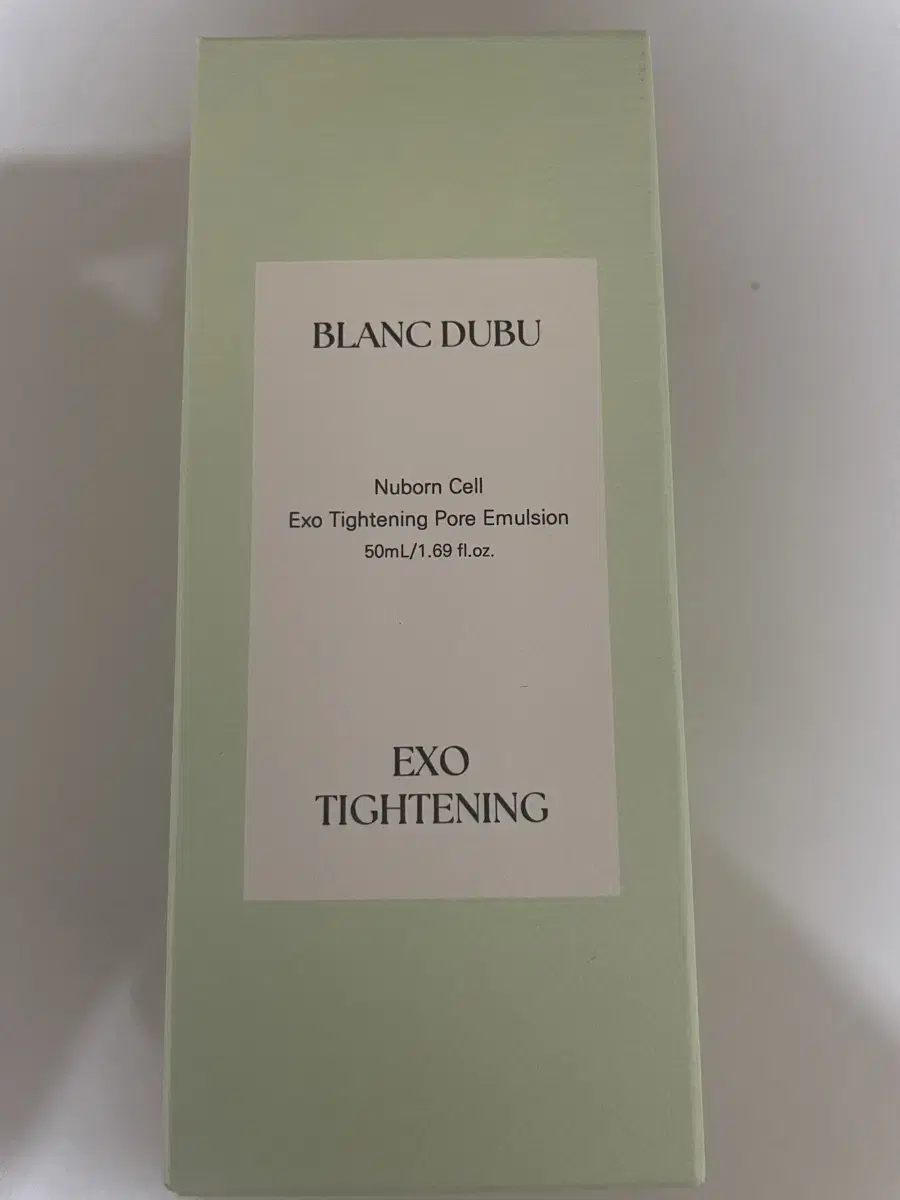 BLANC DUBU
Nuborn Cell
Exo Tightening Pore Emulsion
50mL/1.69 fl.oz.
EXO
TIGHTENING